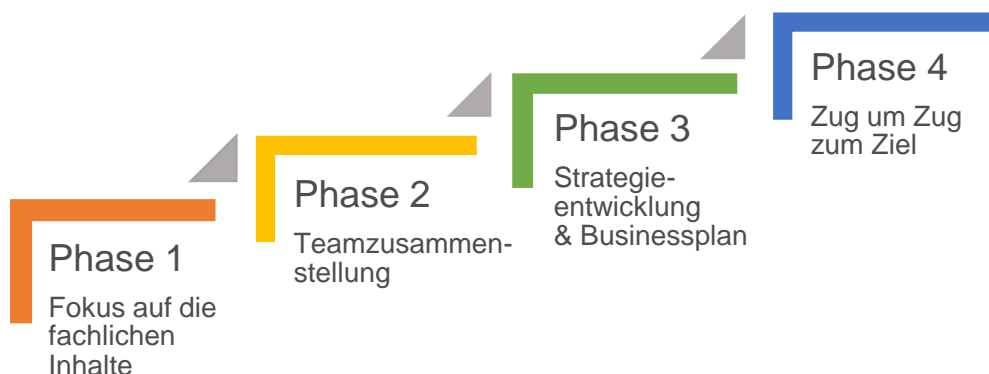 Phase 1
Fokus auf die
fachlichen
Inhalte
Phase 2
Teamzusammen-
stellung
Phase 3
Strategie-
entwicklung
& Businessplan
Phase 4
Zug um Zug
zum Ziel